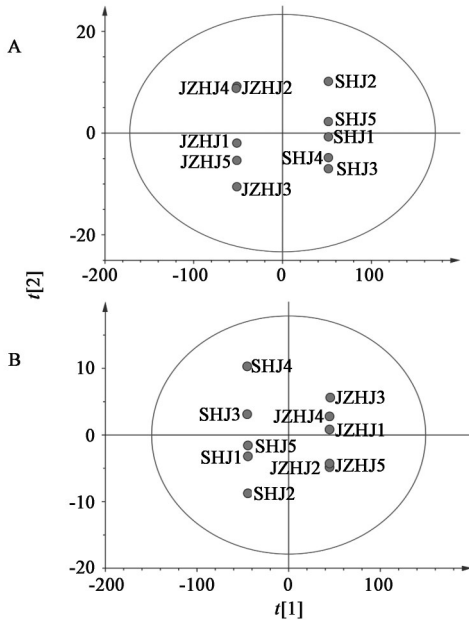 A
20
JZHJ4 JZHJ2 SHJ2
SHJ5
0
JZHJ1 SHJ1
JZHJ5 SHJ4
SHJ3
JZHJ3
-20
-200 -100 0 100
t[2]
B
10
SHJ4
JZHJ3
SHJ3 JZHJ4
JZHJ1
0
SHJ5
SHJ1 JZHJ2 JZHJ5
SHJ2
-10
-20
-200 -100 0 100
t[1]